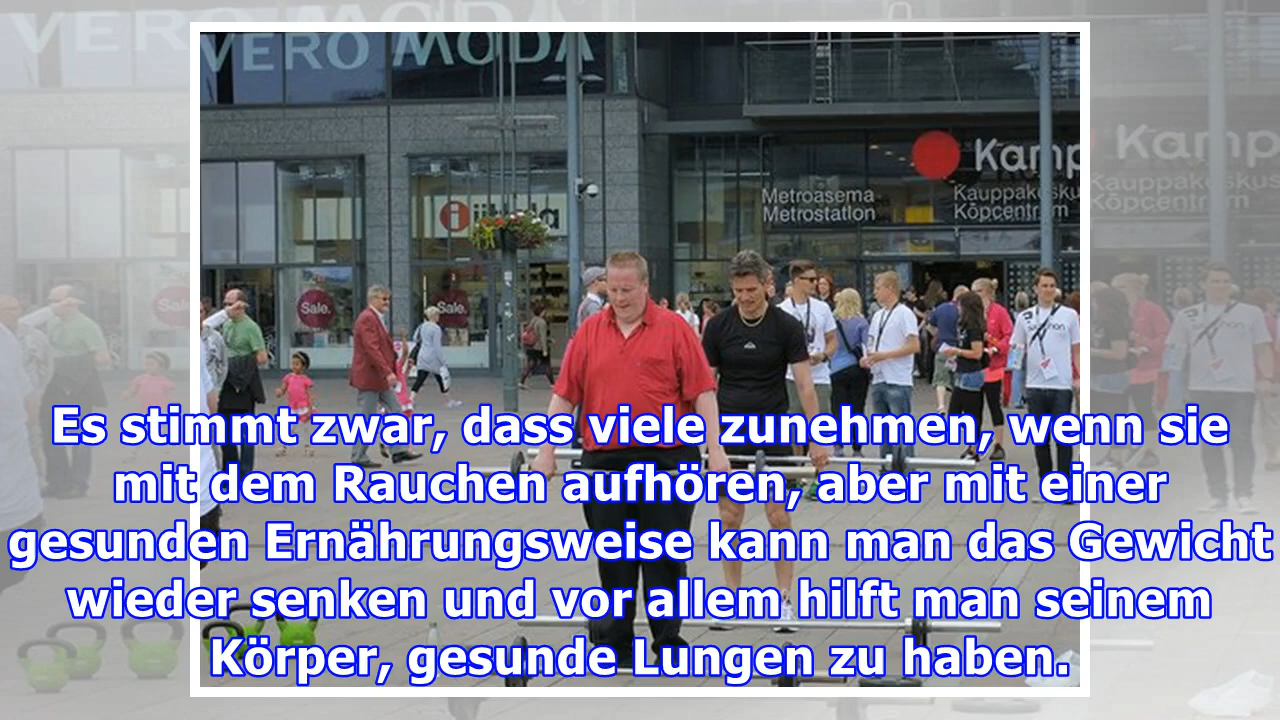 VERO MODA
Kamp
Kauppakeskus
Köpcentrum
Metroasema
Metrostation
Sale.
Sale.
Es stimmt zwar, dass viele zunehmen, wenn sie
mit dem Rauchen aufhören, aber mit einer
gesunden Ernährungsweise kann man das Gewicht
wieder senken und vor allem hilft man seinem
Körper, gesunde Lungen zu haben.